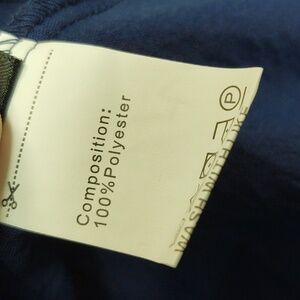 Composition:
100%Polyester
P
WASH WITH LIKE